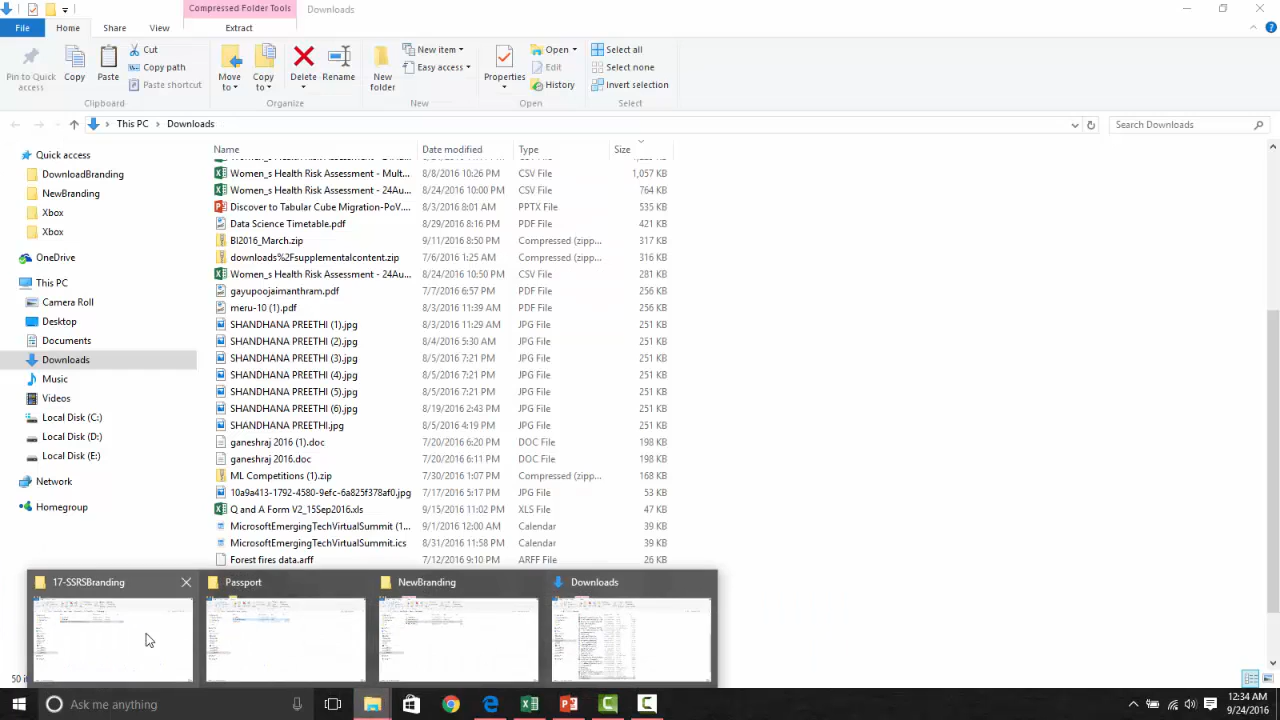 Compressed Folder Tools
Downloads
File
Home
Share
View
Extract
Pin to Quick access
Copy
Paste
Cut
Copy path
Paste shortcut
Clipboard
Move to
Copy to
Delete
Rename
Organize
New folder
New item
Easy access
New
Properties
Open
Edit
History
Open
Select all
Select none
Invert selection
Select
This PC > Downloads
Search Downloads
Name Date modified Type Size
Quick access
DownloadBranding
NewBranding
Xbox
Xbox
OneDrive
This PC
Camera Roll
Desktop
Documents
Downloads
Music
Videos
Local Disk (C:)
Local Disk (D:)
Local Disk (E:)
Network
Homegroup
Women_s Health Risk Assessment - Mult... 8/8/2016 10:26 PM CSV File 1,057 KB
Women_s Health Risk Assessment - 24Au... 8/24/2016 10:00 PM CSV File 764 KB
Discover to Tabular Cube Migration-PoV.... 8/3/2016 8:01 AM PPTX File 535 KB
Data Science Timetable.pdf 8/29/2016 8:16 PM PDF File 421 KB
BI2016_March.zip 9/11/2016 8:50 PM Compressed (zipp... 317 KB
downloads%2Fsupplementalcontent.zip 7/6/2016 1:25 AM Compressed (zipp... 316 KB
Women_s Health Risk Assessment - 24Au... 8/24/2016 10:50 PM CSV File 281 KB
gayupoojaimanthram.pdf 7/7/2016 6:57 PM PDF File 256 KB
meru-10 (1).pdf 8/3/2016 11:39 AM PDF File 256 KB
SHANDHANA PREETHI (1).jpg 8/3/2016 11:25 AM JPG File 251 KB
SHANDHANA PREETHI (2).jpg 8/4/2016 5:30 AM JPG File 251 KB
SHANDHANA PREETHI (3).jpg 8/5/2016 7:21 PM JPG File 251 KB
SHANDHANA PREETHI (4).jpg 8/5/2016 7:21 PM JPG File 251 KB
SHANDHANA PREETHI (5).jpg 8/5/2016 7:21 PM JPG File 251 KB
SHANDHANA PREETHI (6).jpg 8/19/2016 2:43 PM JPG File 251 KB
SHANDHANA PREETHI.jpg 8/5/2016 4:19 PM JPG File 251 KB
ganeshraj 2016 (1).doc 7/20/2016 6:20 PM DOC File 198 KB
ganeshraj 2016.doc 7/20/2016 6:11 PM DOC File 198 KB
ML Competitions (1).zip 7/30/2016 1:07 PM Compressed (zipp... 168 KB
10a9a413-1792-4580-9efc-6a825f378af0.jpg 7/17/2016 5:17 PM JPG File 53 KB
Q and A Form V2_15Sep2016.xls 9/15/2016 11:02 PM XLS File 47 KB
MicrosoftEmergingTechVirtualSummit (1... 9/1/2016 12:00 AM Calendar 39 KB
MicrosoftEmergingTechVirtualSummit.ics 8/31/2016 11:58 PM Calendar 39 KB
Forest fires data.arff 7/12/2016 9:10 PM ARFF File 26 KB
17-SSRSBranding
Passport
NewBranding
Downloads
50
Ask me anything
12:34 AM
9/24/2016